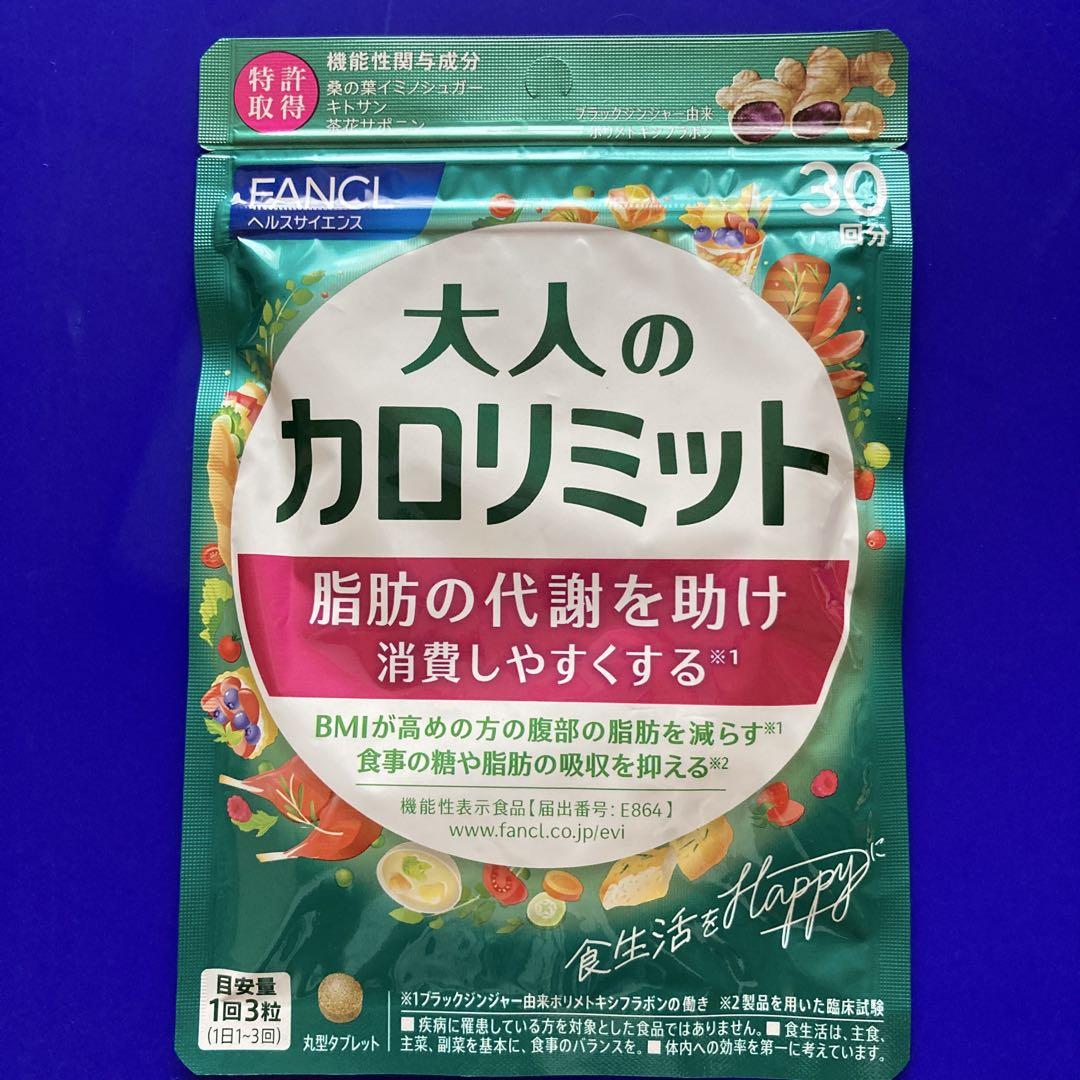 特許
取得
機能性関与成分
桑の葉イミノシュガー
キトサン
茶花サポニン
ブラックジンジャー由来
ポリメトキシフラボン
FANCL
ヘルスサイエンス
30
回分
大人の
カロリミット
脂肪の代謝を助け
消費しやすくする※1
BMIが高めの方の腹部の脂肪を減らす※1
食事の糖や脂肪の吸収を抑える※2
機能性表示食品【届出番号:E864】
www.fancl.co.jp/evi
食生活をHappyに
目安量
1回3粒
(1日1~3回)
丸型タブレット
※1ブラックジンジャー由来ポリメトキシフラボンの働き ※2製品を用いた臨床試験
■ 疾病に罹患している方を対象とした食品ではありません。■ 食生活は、主食、
主菜、副菜を基本に、食事のバランスを。■ 体内への効率を第一に考えています。